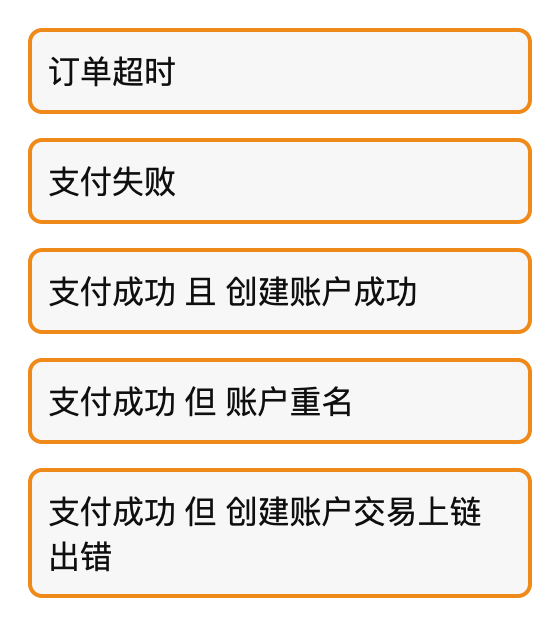 订单超时
支付失败
支付成功 且 创建账户成功
支付成功 但 账户重名
支付成功 但 创建账户交易上链
出错